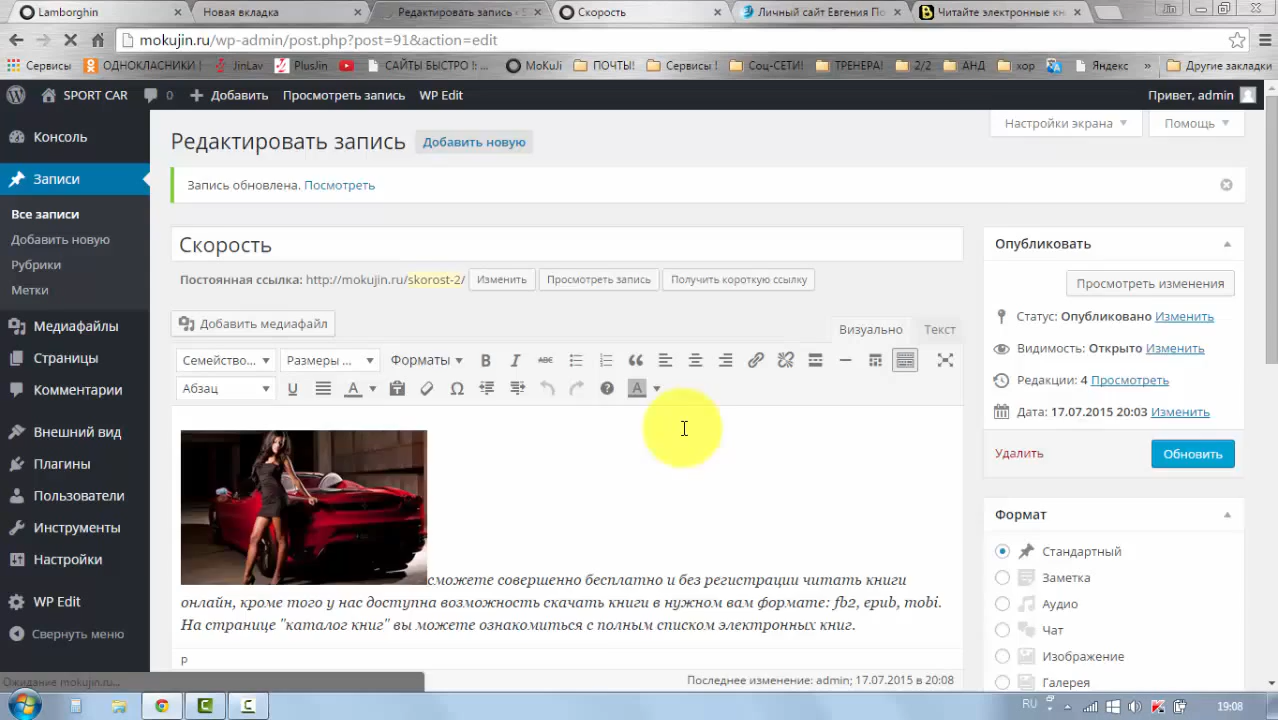 Lamborghin
Новая вкладка
Редактировать запись ‹ S
Скорость
Личный сайт Евгения По
Читайте электронные кн
mokujin.ru/wp-admin/post.php?post=91&action=edit
Сервисы
ОДНОКЛАССНИКИ
JinLav
PlusJin
САЙТЫ БЫСТРО !: ...
MoKuJi
ПОЧТЫ!
Сервисы !
Соц-СЕТИ!
ТРЕНЕРА!
2/2
АНД
хор
Яндекс
»
Другие закладки
SPORT CAR
0
Добавить
Просмотреть запись
WP Edit
Привет, admin
Консоль
Записи
Все записи
Добавить новую
Рубрики
Метки
Медиафайлы
Страницы
Комментарии
Внешний вид
Плагины
Пользователи
Инструменты
Настройки
WP Edit
Свернуть меню
Настройки экрана
Помощь
Редактировать запись
Добавить новую
Запись обновлена. Посмотреть
Скорость
Постоянная ссылка: http://mokujin.ru/skorost-2/
Изменить
Просмотреть запись
Получить короткую ссылку
Добавить медиафайл
Визуально
Текст
Семейство...
Размеры ...
Форматы
B
I
ABC
Абзац
U
A
Ω
A
сможете совершенно бесплатно и без регистрации читать книги
онлайн, кроме того у нас доступна возможность скачать книги в нужном вам формате: fb2, epub, tobi.
На странице "каталог книг" вы можете ознакомиться с полным списком электронных книг.
p
Последнее изменение: admin; 17.07.2015 в 20:08
Опубликовать
Просмотреть изменения
Статус: Опубликовано Изменить
Видимость: Открыто Изменить
Редакции: 4 Просмотреть
Дата: 17.07.2015 20:03 Изменить
Удалить
Обновить
Формат
Стандартный
Заметка
Аудио
Чат
Изображение
Галерея
Ожидание mokujin.ru...
RU
19:08